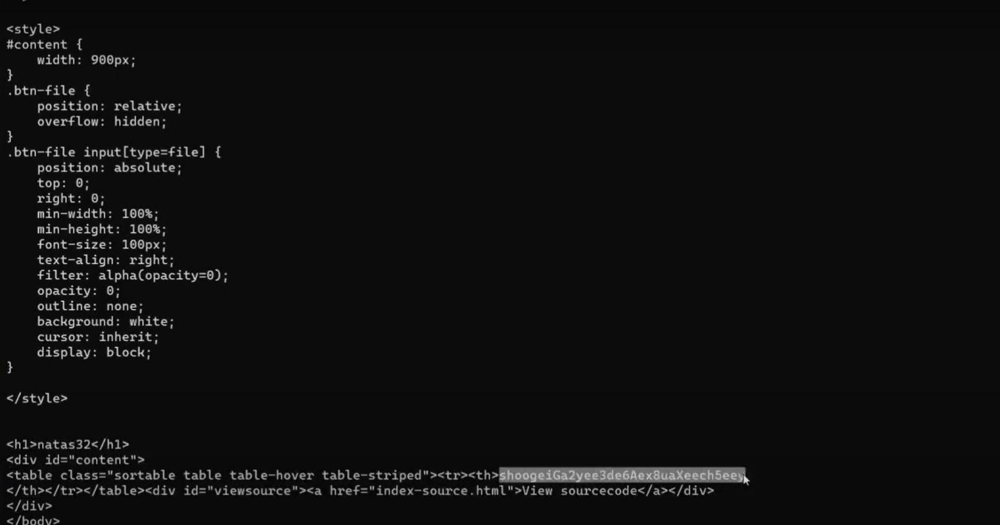 <style>
#content {
    width: 900px;
}
.btn-file {
    position: relative;
    overflow: hidden;
}
.btn-file input[type=file] {
    position: absolute;
    top: 0;
    right: 0;
    min-width: 100%;
    min-height: 100%;
    font-size: 100px;
    text-align: right;
    filter: alpha(opacity=0);
    opacity: 0;
    outline: none;
    background: white;
    cursor: inherit;
    display: block;
}
</style>
<h1>natas32</h1>
<div id="content">
<table class="sortable table table-hover table-striped"><tr><th>shoogeiGa2yee3de6Aex8uaXeech5eey
</th></tr></table><div id="viewsource"><a href="index-source.html">View sourcecode</a></div>
</div>
</body>